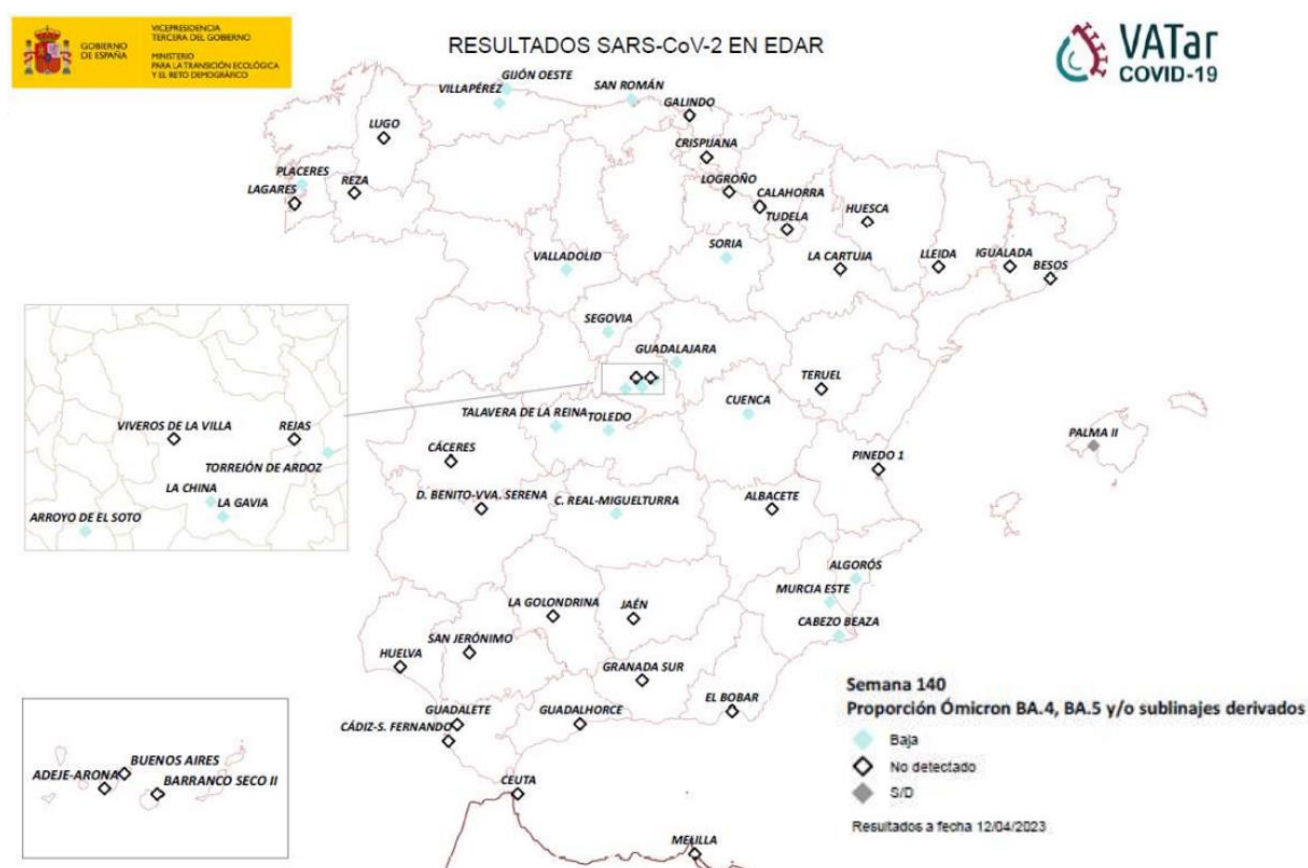 GOBIERNO
DE ESPAÑA
VICEPRESIDENCIA
TERCERA DEL GOBIERNO
MINISTERIO
PARA LA TRANSICIÓN ECOLÓGICA
Y EL RETO DEMOGRÁFICO
RESULTADOS SARS-CoV-2 EN EDAR
VATar
COVID-19
GIJÓN OESTE
VILLAPÉREZ
SAN ROMÁN
GALINDO
LUGO
CRISPIJANA
PLACERES
REZA
LAGARES
LOGROÑO
CALAHORRA
TUDELA
HUESCA
VALLADOLID
SORIA
LA CARTUJA
LLEIDA
IGUALADA
BESOS
SEGOVIA
GUADALAJARA
TERUEL
CUENCA
TALAVERA DE LA REINA
TOLEDO
VIVEROS DE LA VILLA
REJAS
TORREJÓN DE ARDOZ
LA CHINA
LA GAVIA
ARROYO DE EL SOTO
CÁCERES
PALMA II
PINEDO 1
D. BENITO-VVA. SERENA
C. REAL-MIGUELTURRA
ALBACETE
ALGORÓS
MURCIA ESTE
CABEZO BEAZA
LA GOLONDRINA
JAÉN
SAN JERÓNIMO
HUELVA
GRANADA SUR
EL BOBAR
GUADALETE
CÁDIZ-S. FERNANDO
GUADALHORCE
BUENOS AIRES
ADEJE-ARONA
BARRANCO SECO II
CEUTA
MELILLA
Semana 140
Proporción Ómicron BA.4, BA.5 y/o sublinajes derivados
Baja
No detectado
S/D
Resultados a fecha 12/04/2023